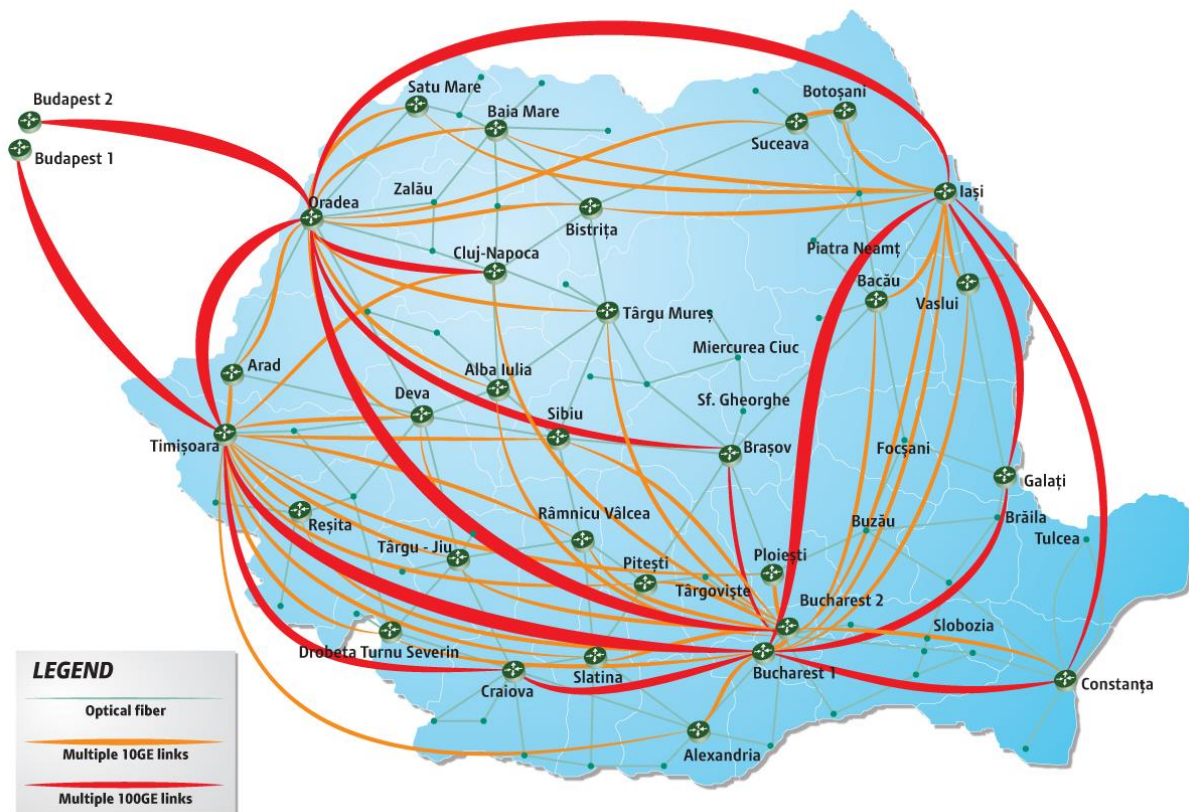 Budapest 2
Budapest 1
Satu Mare
Baia Mare
Botoșani
Suceava
Oradea
Zalău
Bistrița
Iași
Cluj-Napoca
Piatra Neamț
Bacău
Vaslui
Târgu Mureș
Miercurea Ciuc
Arad
Deva
Alba Iulia
Sf. Gheorghe
Timișoara
Sibiu
Brașov
Focșani
Galați
Reșița
Râmnicu Vâlcea
Buzău
Brăila
Tulcea
Târgu - Jiu
Pitești
Ploiești
Târgoviște
Bucharest 2
Slobozia
Drobeta Turnu Severin
Craiova
Slatina
Bucharest 1
Constanța
Alexandria
LEGEND
Optical fiber
Multiple 10GE links
Multiple 100GE links